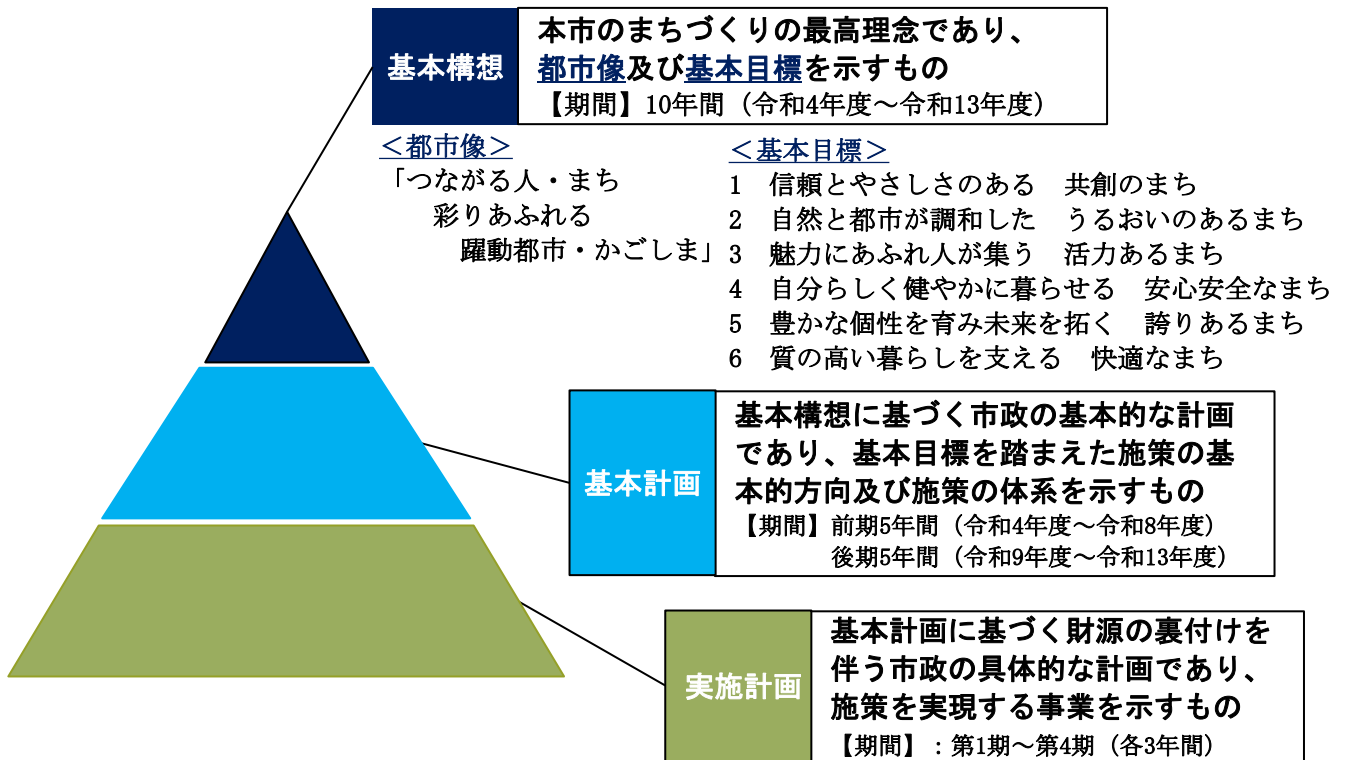 基本構想
本市のまちづくりの最高理念であり、
都市像及び基本目標を示すもの
【期間】10年間（令和4年度～令和13年度）
＜都市像＞
「つながる人・まち
彩りあふれる
躍動都市・かごしま」
＜基本目標＞
1　信頼とやさしさのある　共創のまち
2　自然と都市が調和した　うるおいのあるまち
3　魅力にあふれ人が集う　活力あるまち
4　自分らしく健やかに暮らせる　安心安全なまち
5　豊かな個性を育み未来を拓く　誇りあるまち
6　質の高い暮らしを支える　快適なまち
基本計画
基本構想に基づく市政の基本的な計画
であり、基本目標を踏まえた施策の基
本的方向及び施策の体系を示すもの
【期間】前期5年間（令和4年度～令和8年度）
後期5年間（令和9年度～令和13年度）
実施計画
基本計画に基づく財源の裏付けを
伴う市政の具体的な計画であり、
施策を実現する事業を示すもの
【期間】：第1期～第4期（各3年間）